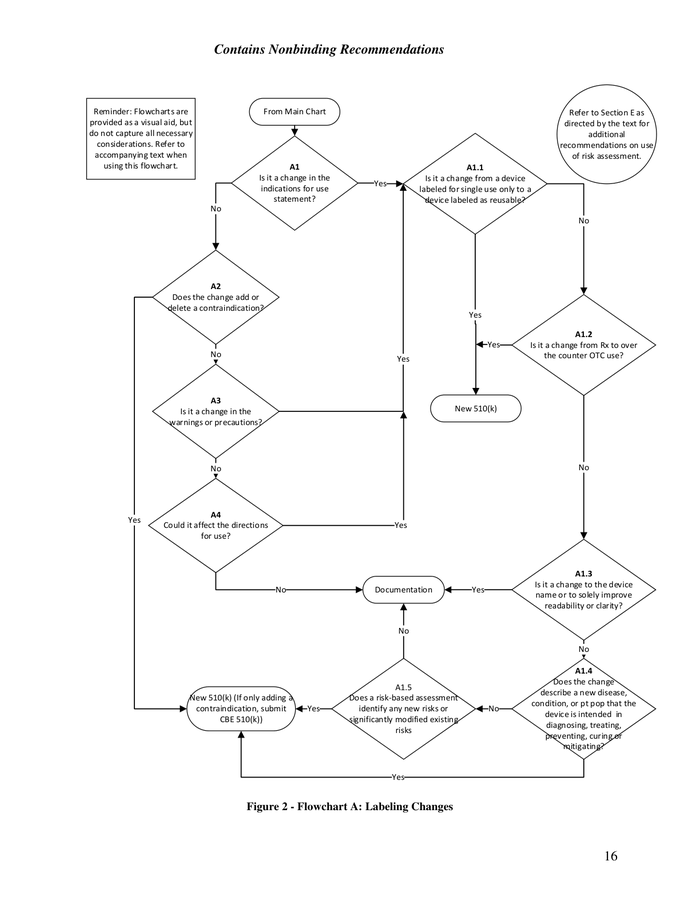 Contains Nonbinding Recommendations
Reminder: Flowcharts are
provided as a visual aid, but
do not capture all necessary
considerations. Refer to
accompanying text when
using this flowchart.
From Main Chart
Refer to Section E as
directed by the text for
additional
recommendations on use
of risk assessment.
A1
Is it a change in the
indications for use
statement?
Yes
A1.1
Is it a change from a device
labeled for single use only to a
device labeled as reusable?
No
No
A2
Does the change add or
delete a contraindication?
Yes
A1.2
Is it a change from Rx to over
the counter OTC use?
Yes
No
Yes
A3
Is it a change in the
warnings or precautions?
New 510(k)
No
No
A4
Could it affect the directions
for use?
Yes
Yes
A1.3
Is it a change to the device
name or to solely improve
readability or clarity?
No
Documentation
Yes
No
No
A1.4
Does the change
describe a new disease,
condition, or pt pop that the
device is intended in
diagnosing, treating,
preventing, curing or
mitigating?
A1.5
Does a risk-based assessment
identify any new risks or
significantly modified existing
risks
No
Yes
New 510(k) (If only adding a
contraindication, submit
CBE 510(k))
Yes
Figure 2 - Flowchart A: Labeling Changes
16